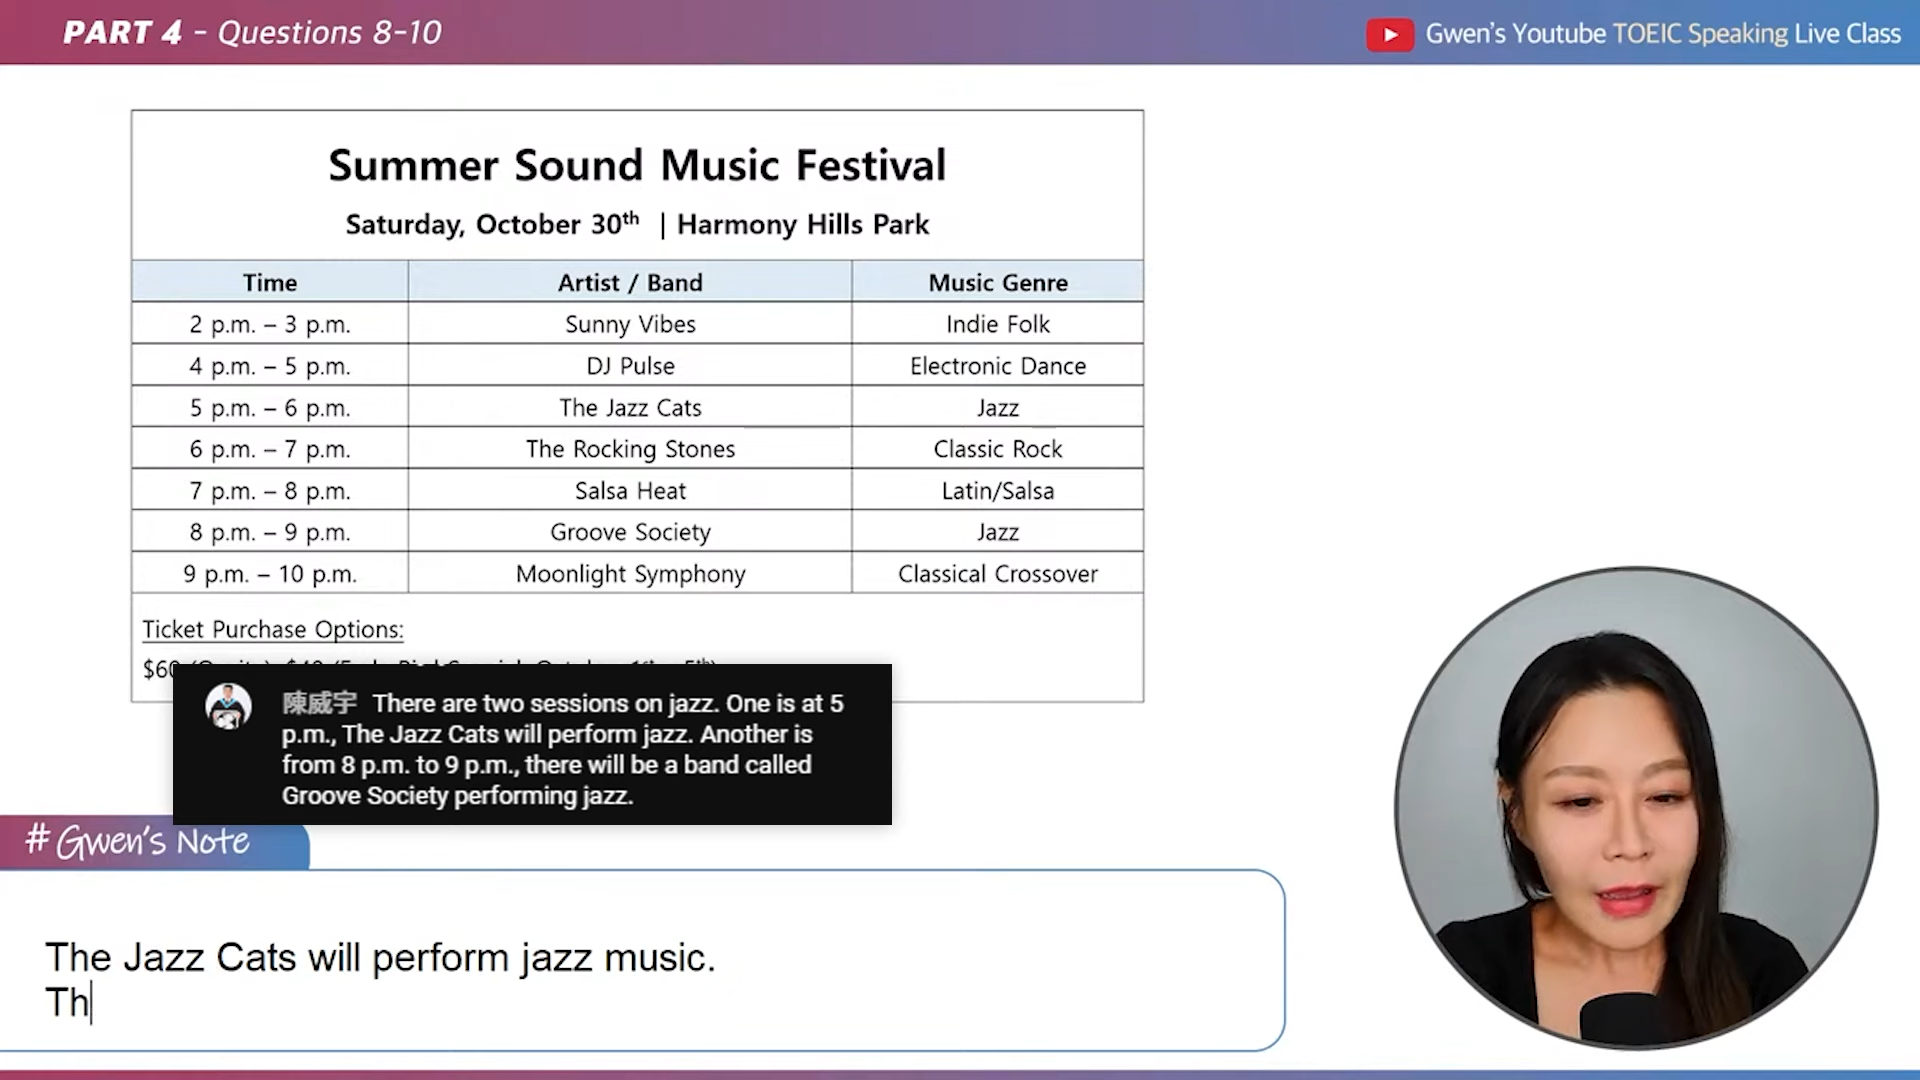 PART 4 - Questions 8-10
Gwen's Youtube TOEIC Speaking Live Class
Summer Sound Music Festival
Saturday, October 30th | Harmony Hills Park
Time Artist / Band Music Genre
2 p.m. – 3 p.m. Sunny Vibes Indie Folk
4 p.m. – 5 p.m. DJ Pulse Electronic Dance
5 p.m. – 6 p.m. The Jazz Cats Jazz
6 p.m. – 7 p.m. The Rocking Stones Classic Rock
7 p.m. – 8 p.m. Salsa Heat Latin/Salsa
8 p.m. – 9 p.m. Groove Society Jazz
9 p.m. – 10 p.m. Moonlight Symphony Classical Crossover
Ticket Purchase Options:
陳威宇 There are two sessions on jazz. One is at 5
p.m., The Jazz Cats will perform jazz. Another is
from 8 p.m. to 9 p.m., there will be a band called
Groove Society performing jazz.
# Gwen's Note
The Jazz Cats will perform jazz music.
Th